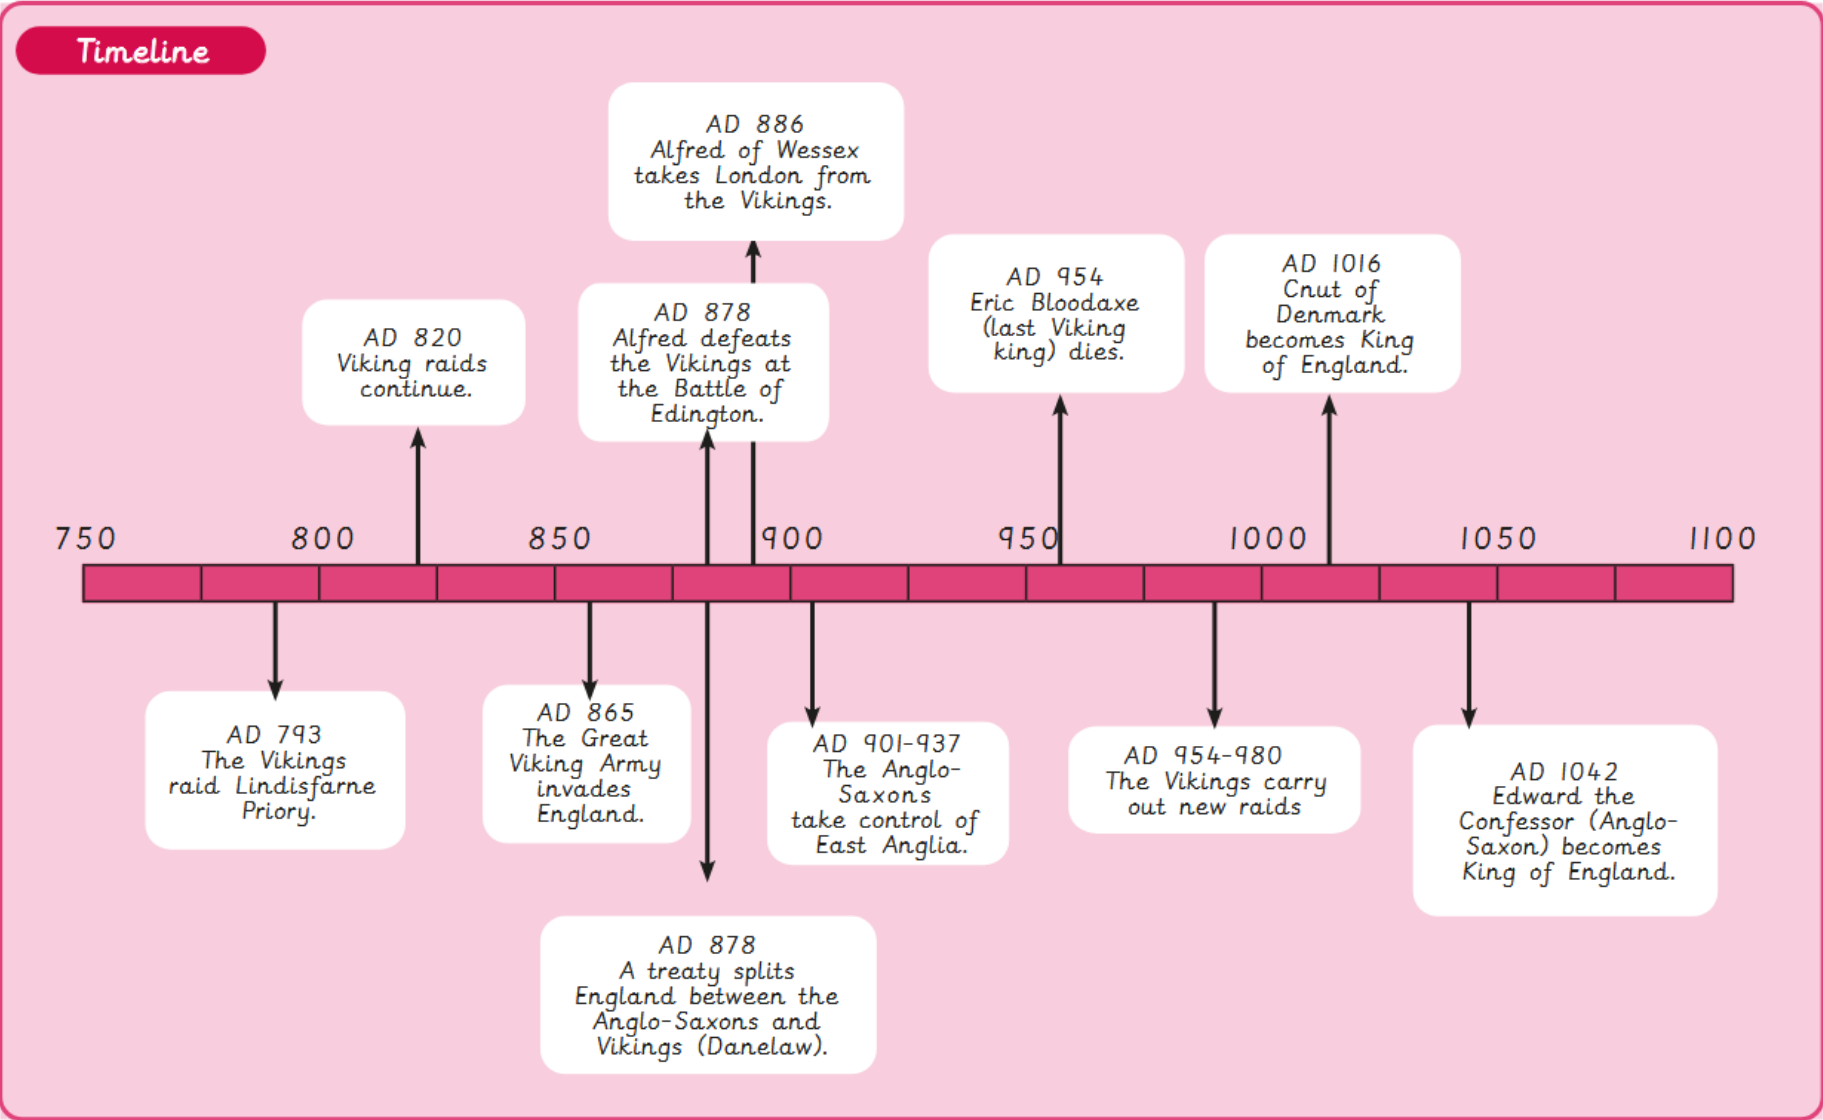 Timeline
AD 886
Alfred of Wessex
takes London from
the Vikings.
AD 820
Viking raids
continue.
AD 878
Alfred defeats
the Vikings at
the Battle of
Edington.
AD 954
Eric Bloodaxe
(last Viking
king) dies.
AD 1016
Cnut of
Denmark
becomes King
of England.
750 800 850 900 950 1000 1050 1100
AD 793
The Vikings
raid Lindisfarne
Priory.
AD 865
The Great
Viking Army
invades
England.
AD 901-937
The Anglo-
Saxons
take control of
East Anglia.
AD 954-980
The Vikings carry
out new raids
AD 1042
Edward the
Confessor (Anglo-
Saxon) becomes
King of England.
AD 878
A treaty splits
England between the
Anglo-Saxons and
Vikings (Danelaw).